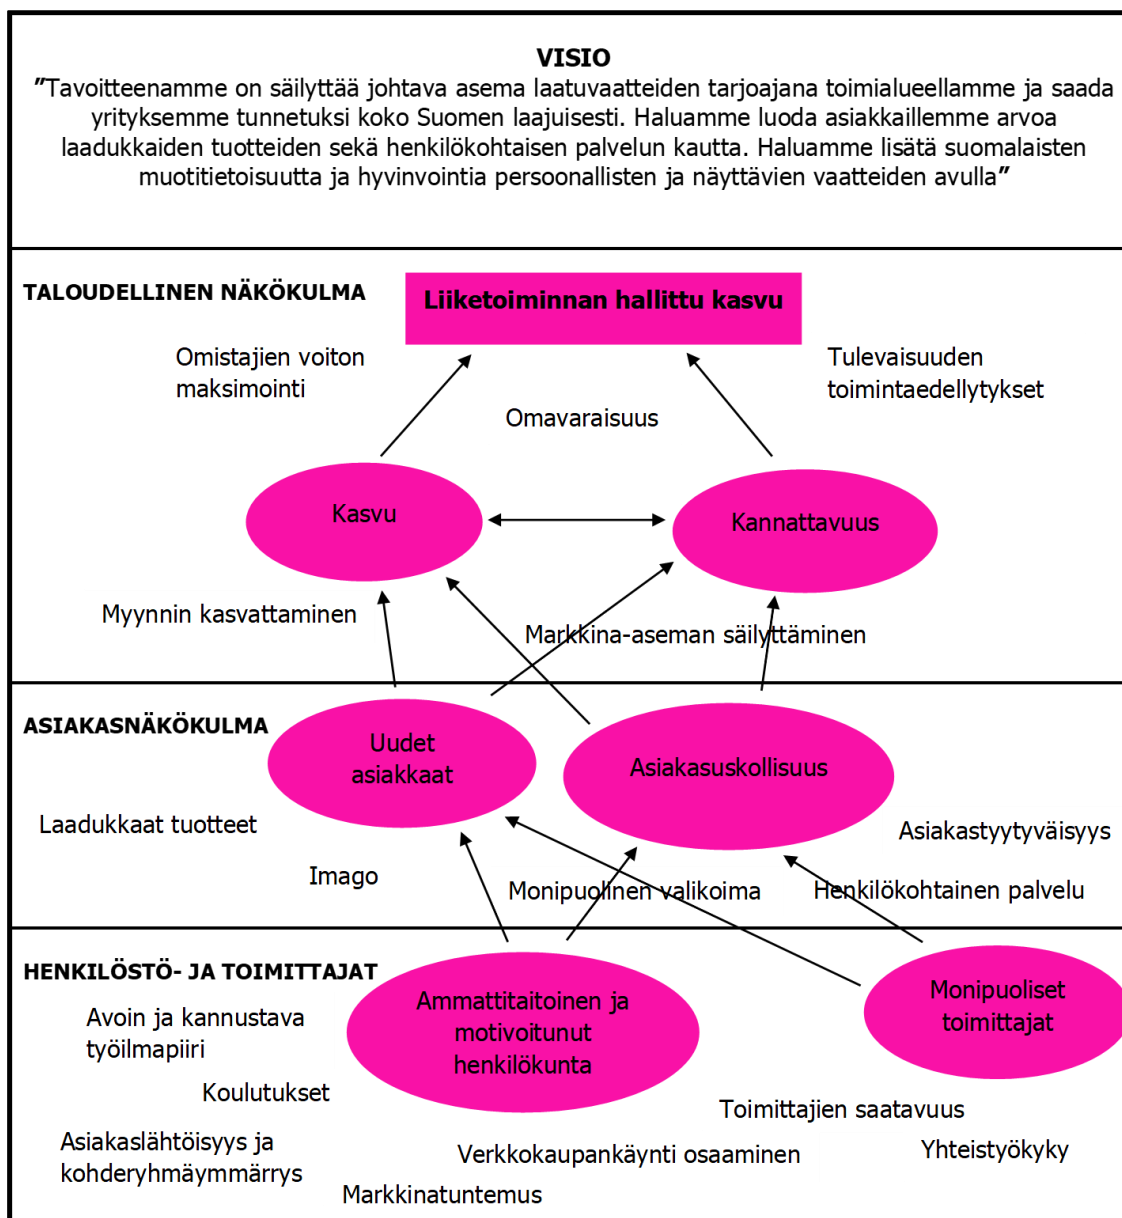 VISIO
"Tavoitteenamme on säilyttää johtava asema laatuvaatteiden tarjoajana toimialueellamme ja saada
yrityksemme tunnetuksi koko Suomen laajuisesti. Haluamme luoda asiakkaillemme arvoa
laadukkaiden tuotteiden sekä henkilökohtaisen palvelun kautta. Haluamme lisätä suomalaisten
muotitietoisuutta ja hyvinvointia persoonallisten ja näyttävien vaatteiden avulla"
TALOUDELLINEN NÄKÖKULMA
Liiketoiminnan hallittu kasvu
Omistajien voiton
maksimointi
Tulevaisuuden
toimintaedellytykset
Omavaraisuus
Kasvu
Kannattavuus
Myynnin kasvattaminen
Markkina-aseman säilyttäminen
ASIAKASNÄKÖKULMA
Uudet
asiakkaat
Asiakasuskollisuus
Laadukkaat tuotteet
Asiakastyytyväisyys
Imago
Monipuolinen valikoima
Henkilökohtainen palvelu
HENKILÖSTÖ- JA TOIMITTAJAT
Ammattitaitoinen ja
motivoitunut
henkilökunta
Monipuoliset
toimittajat
Avoin ja kannustava
työilmapiiri
Koulutukset
Toimittajien saatavuus
Asiakaslähtöisyys ja
kohderyhmäymmärrys
Verkkokaupankäynti osaaminen
Yhteistyökyky
Markkinatuntemus